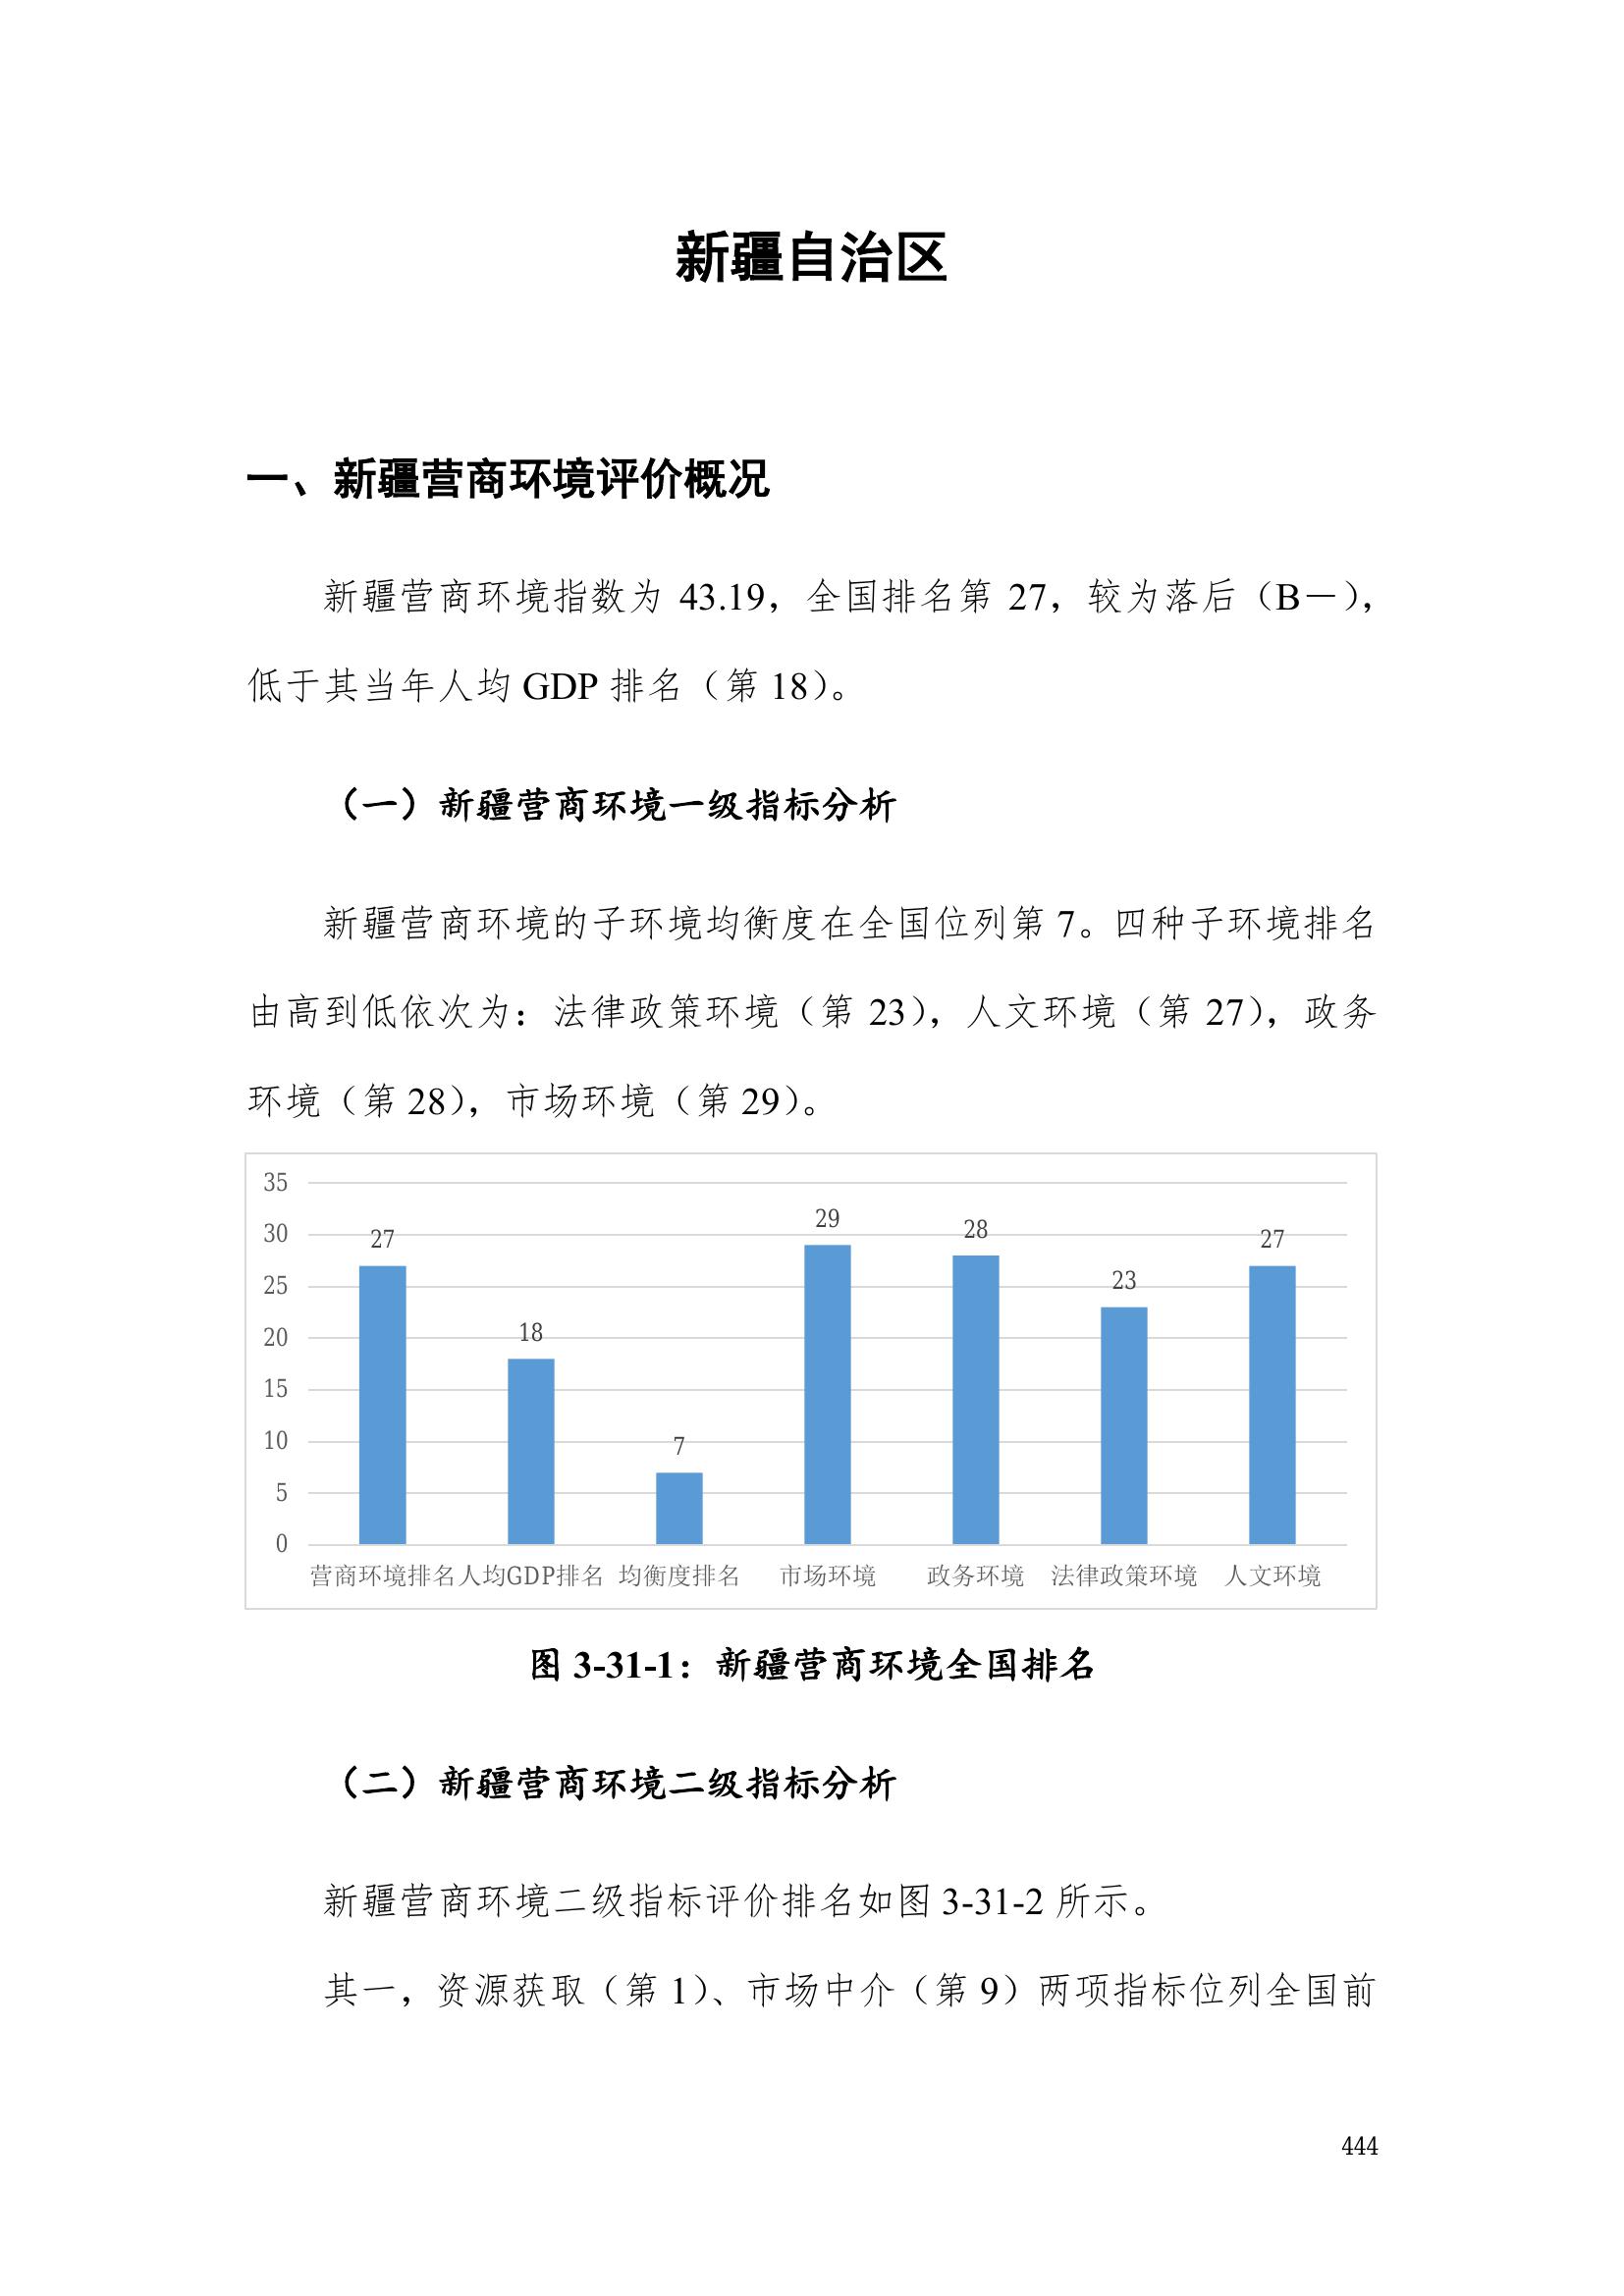 新疆自治区
一、新疆营商环境评价概况
新疆营商环境指数为 43.19，全国排名第 27，较为落后（B－），
低于其当年人均 GDP 排名（第 18）。
（一）新疆营商环境一级指标分析
新疆营商环境的子环境均衡度在全国位列第 7。四种子环境排名
由高到低依次为：法律政策环境（第 23），人文环境（第 27），政务
环境（第 28），市场环境（第 29）。
35
30
25
20
15
10
5
0
27
18
7
29
28
23
27
营商环境排名 人均GDP排名 均衡度排名 市场环境 政务环境 法律政策环境 人文环境
图 3-31-1：新疆营商环境全国排名
（二）新疆营商环境二级指标分析
新疆营商环境二级指标评价排名如图 3-31-2 所示。
其一，资源获取（第 1）、市场中介（第 9）两项指标位列全国前
444